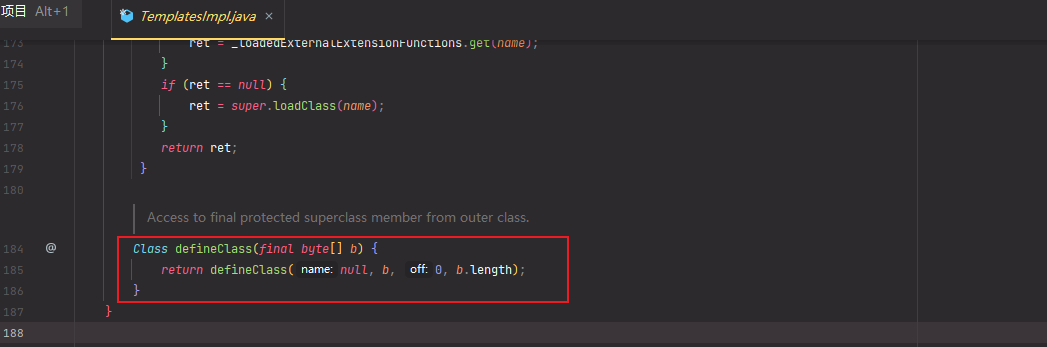 项目 Alt+1
TemplatesImpl.java ×
173 ret = _loadedExternalExtensionFunctions.get(name);
174 }
175 if (ret == null) {
176 ret = super.loadClass(name);
177 }
178 return ret;
179 }
180
Access to final protected superclass member from outer class.
184 @ Class defineClass(final byte[] b) {
185 return defineClass( name: null, b, off: 0, b.length);
186 }
187 }
188